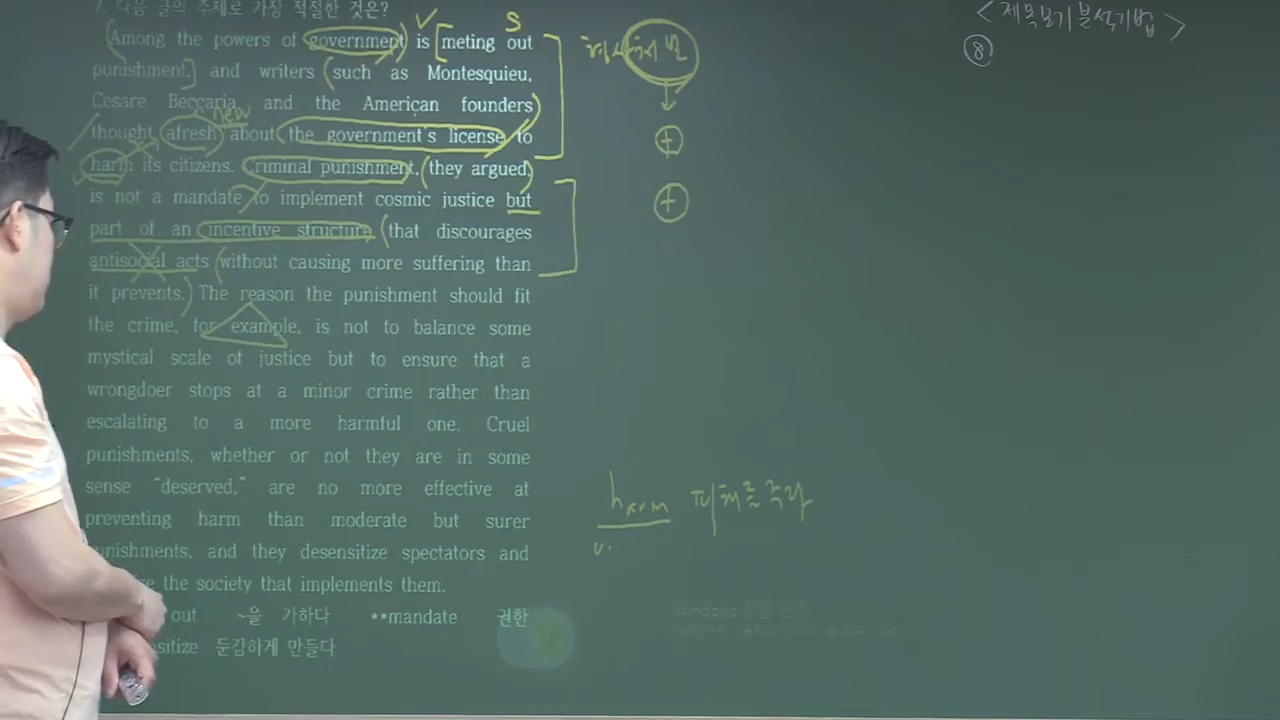 7. 다음 글의 주제로 가장 적절한 것은?
Among the powers of government is meting out
punishment, and writers such as Montesquieu,
Cesare Beccaria, and the American founders
thought afresh about the government's license to
harm its citizens. Criminal punishment, they argued,
is not a mandate to implement cosmic justice but
part of an incentive structure that discourages
antisocial acts without causing more suffering than
it prevents. The reason the punishment should fit
the crime, for example, is not to balance some
mystical scale of justice but to ensure that a
wrongdoer stops at a minor crime rather than
escalating to a more harmful one. Cruel
punishments, whether or not they are in some
sense "deserved," are no more effective at
preventing harm than moderate but surer
punishments, and they desensitize spectators and
the society that implements them.
out ~을 가하다 **mandate 권한
둔감하게 만들다
V
S
new
+
+
harm 피해를 주다
v.
<제목보기분석기법>
⑧